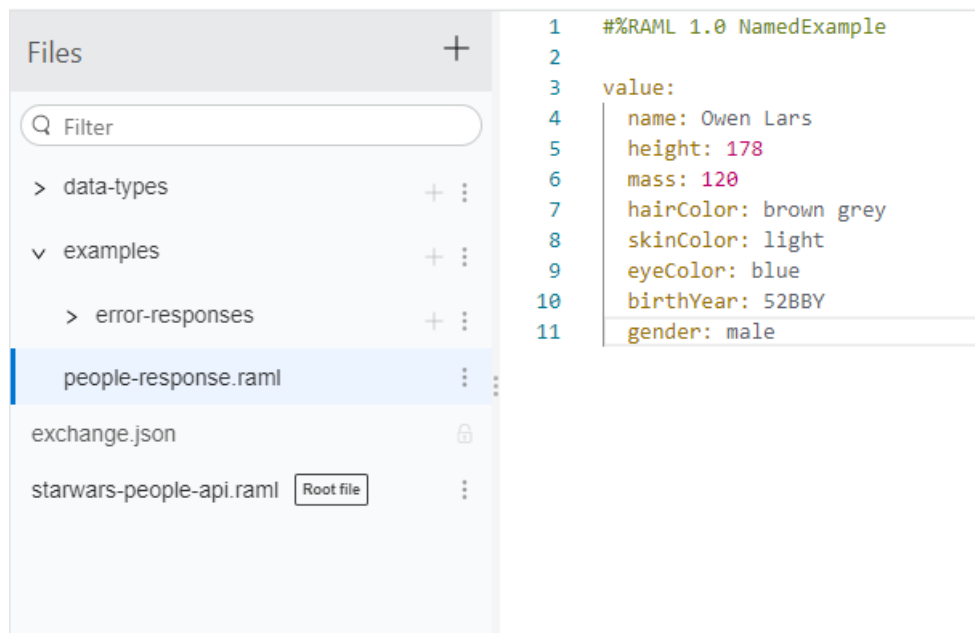 Files
Filter
data-types
examples
error-responses
people-response.raml
exchange.json
starwars-people-api.raml Root file
1 #%RAML 1.0 NamedExample
2
3 value:
4 name: Owen Lars
5 height: 178
6 mass: 120
7 hairColor: brown grey
8 skinColor: light
9 eyeColor: blue
10 birthYear: 52BBY
11 gender: male